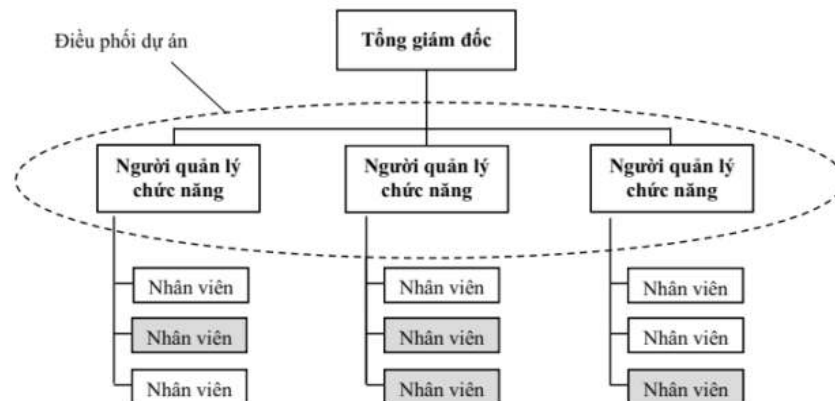 Điều phối dự án
Tổng giám đốc
Người quản lý
chức năng
Người quản lý
chức năng
Người quản lý
chức năng
Nhân viên
Nhân viên
Nhân viên
Nhân viên
Nhân viên
Nhân viên
Nhân viên
Nhân viên
Nhân viên